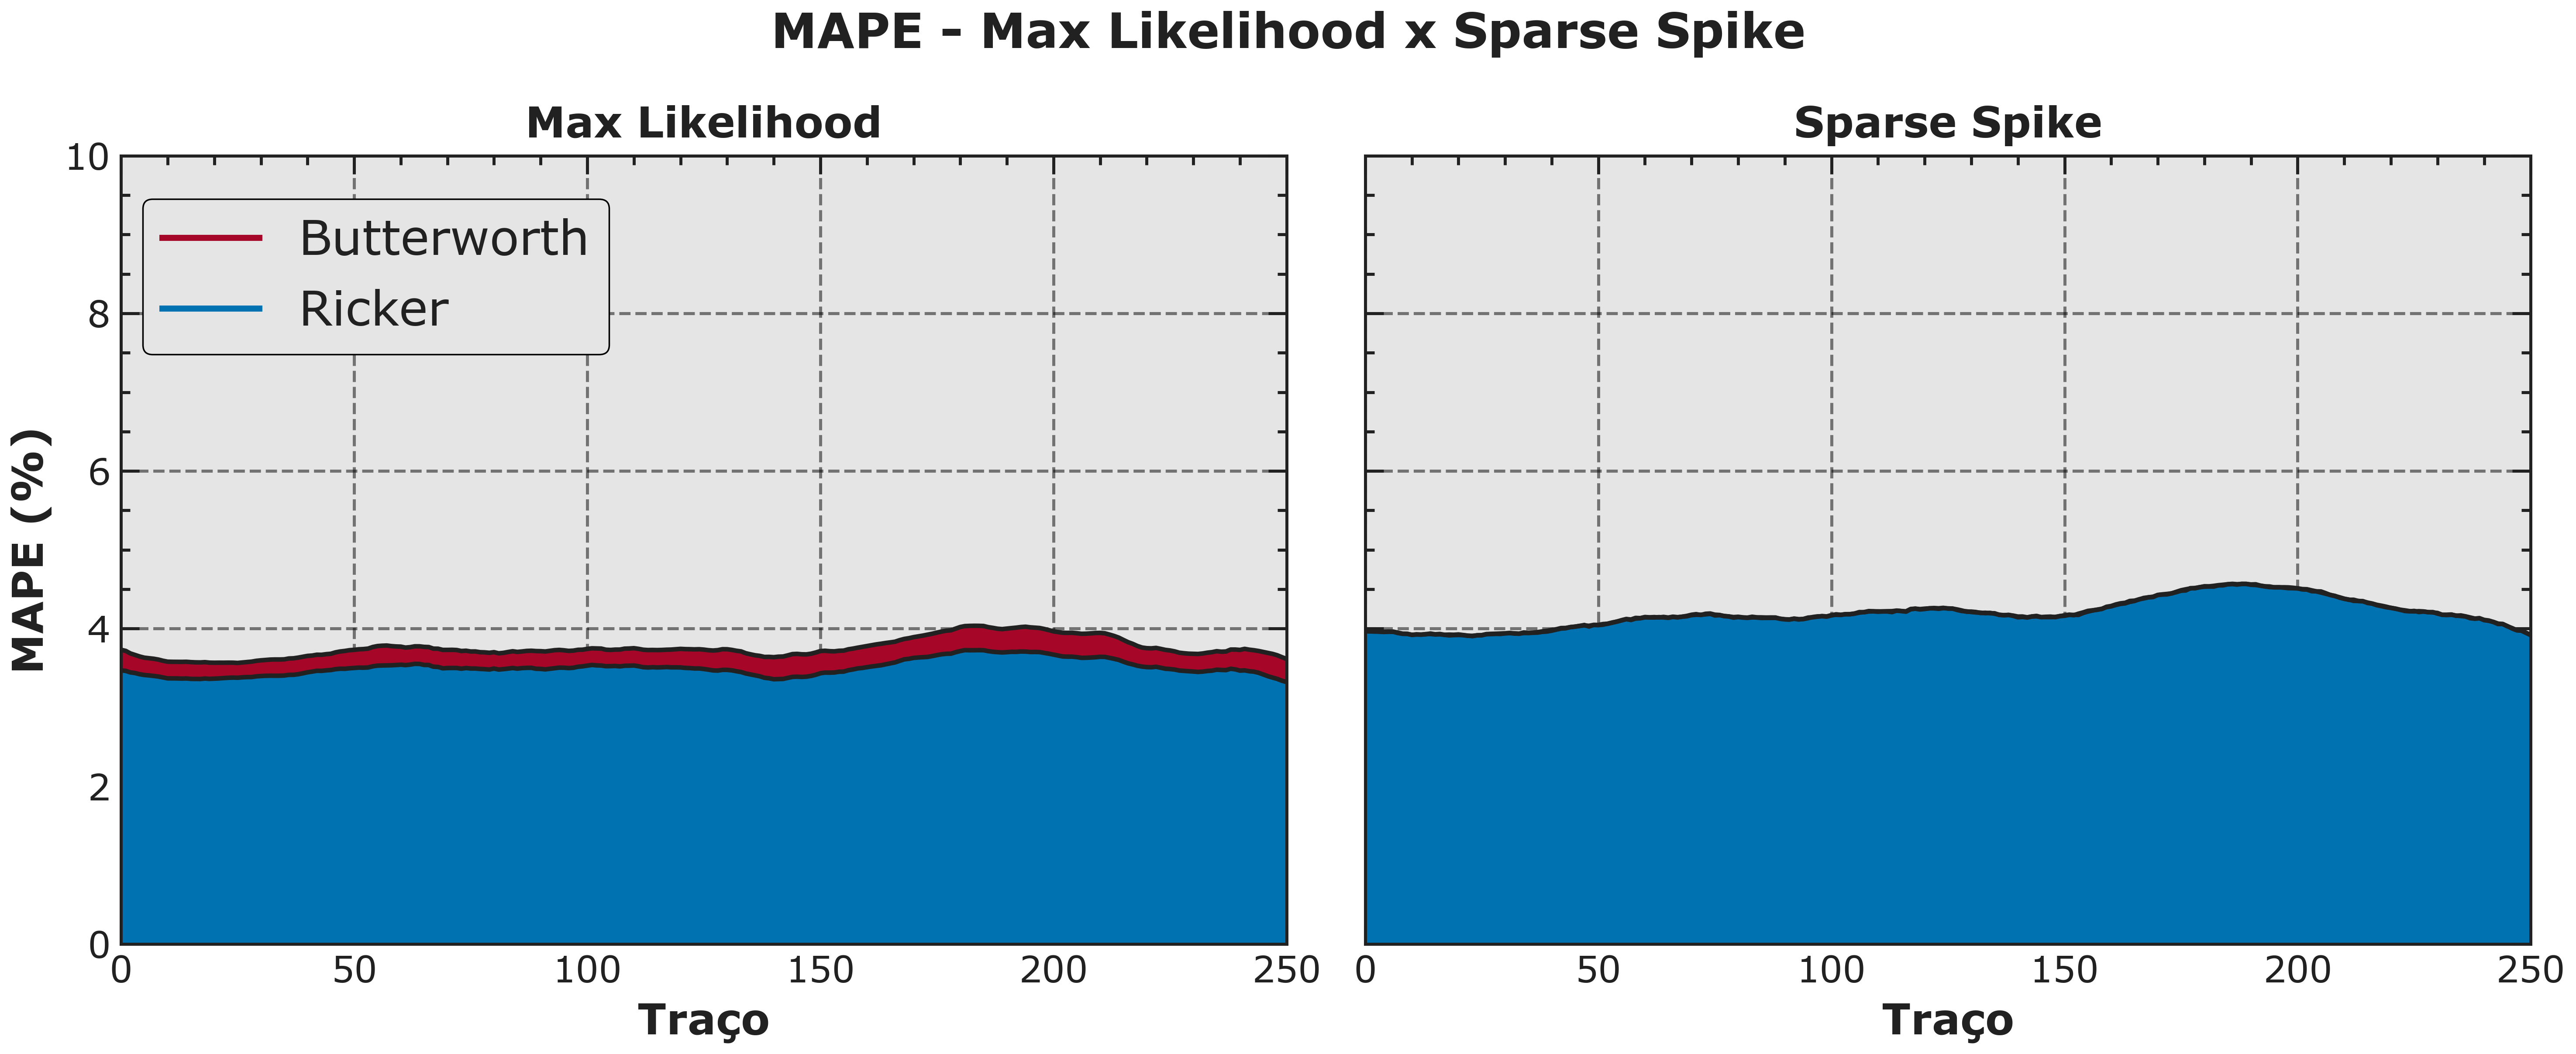 MAPE - Max Likelihood x Sparse Spike
Max Likelihood
Sparse Spike
10
8
6
4
2
0
MAPE (%)
Butterworth
Ricker
0 50 100 150 200 250
0 50 100 150 200 250
Traço
Traço